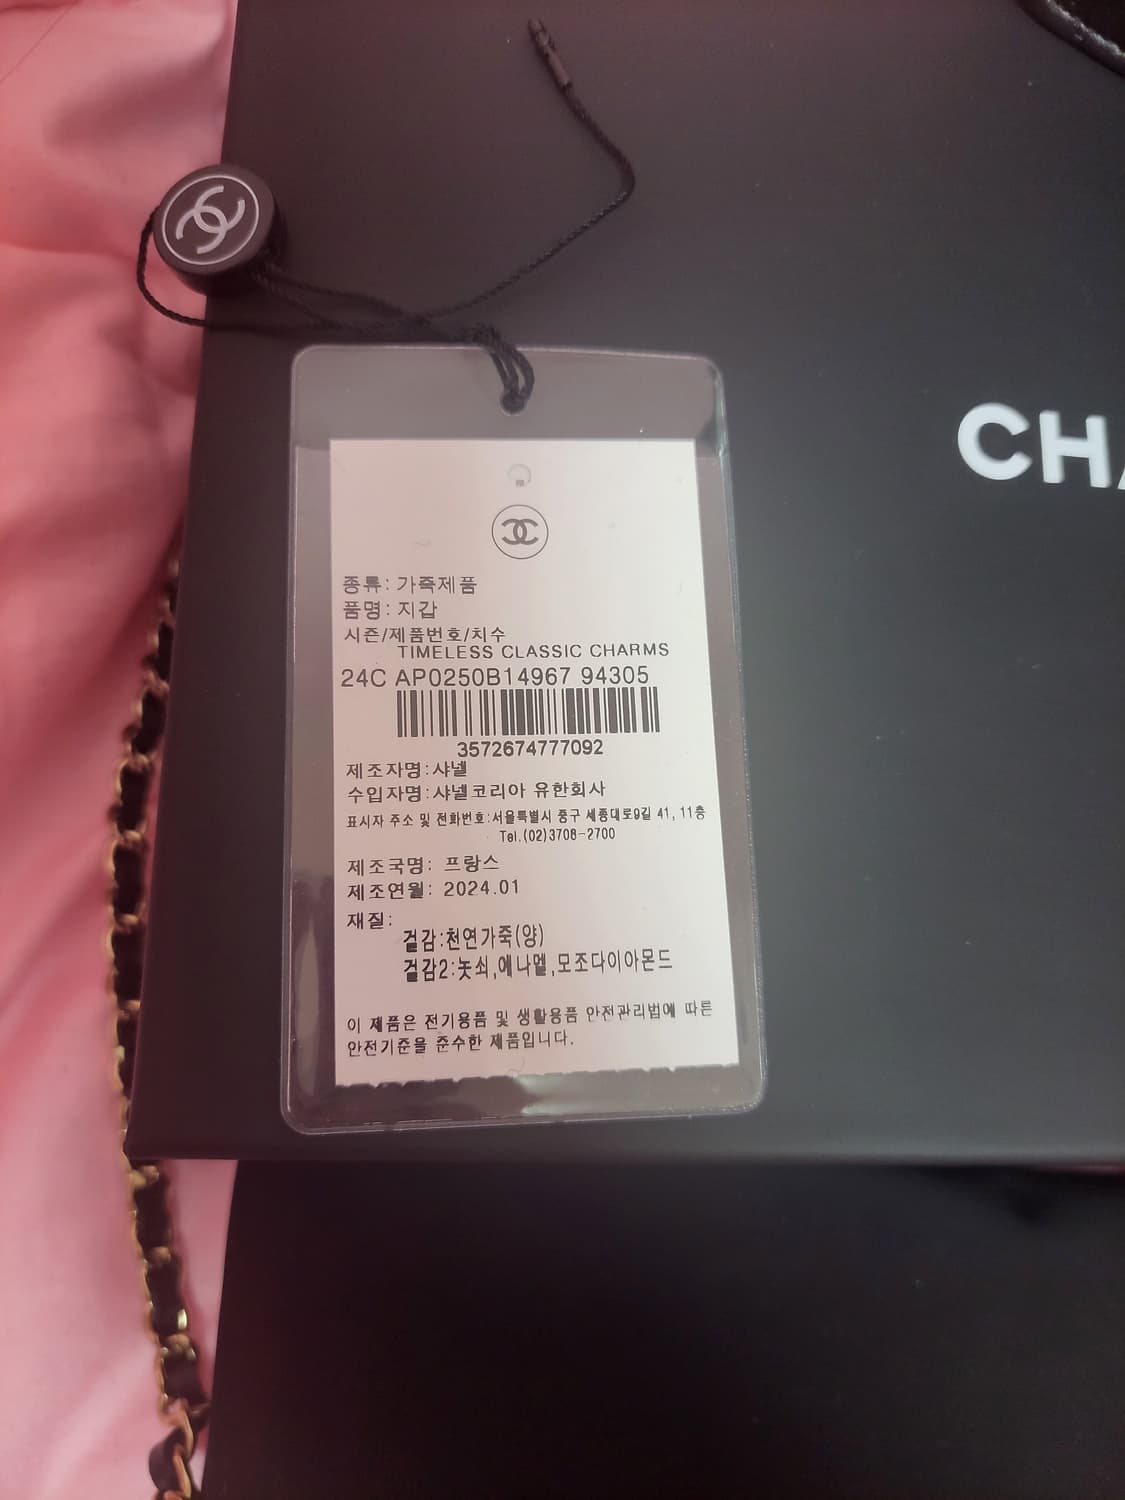 CHA
종류: 가죽제품
품명: 지갑
시즌/제품번호/치수
TIMELESS CLASSIC CHARMS
24C AP0250B14967 94305
3572674777092
제조자명:샤넬
수입자명:샤넬코리아 유한회사
표시자 주소 및 전화번호:서울특별시 중구 세종대로9길 41, 11층
Tel.(02)3708-2700
제조국명: 프랑스
제조연월: 2024.01
재질:
겉감:천연가죽(양)
겉감2:놋쇠,에나멜,모조다이아몬드
이 제품은 전기용품 및 생활용품 안전관리법에 따른
안전기준을 준수한 제품입니다.